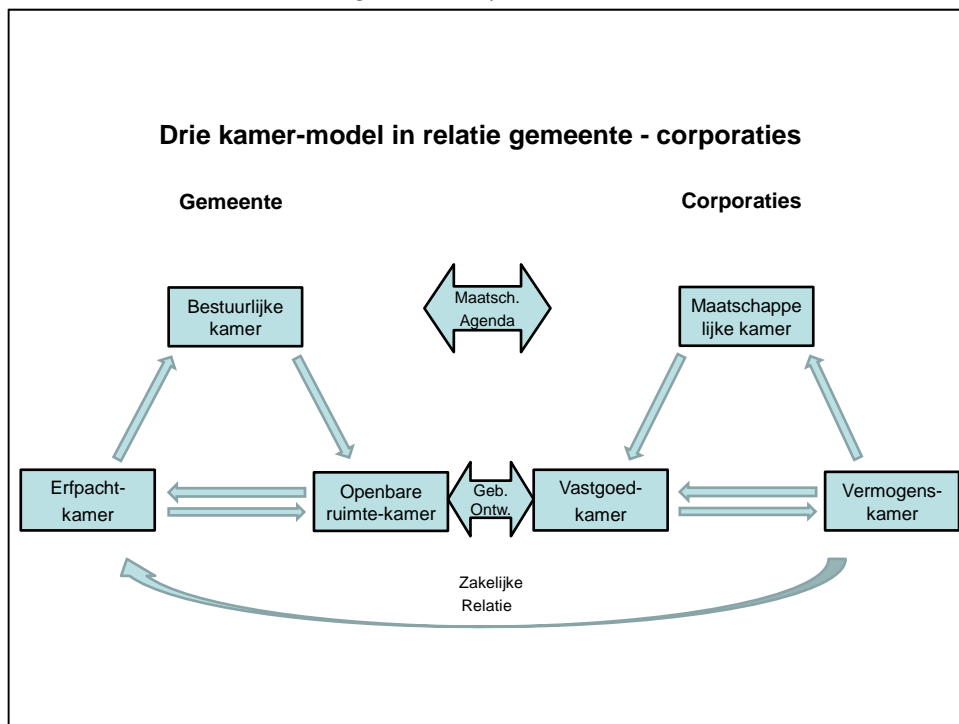 Drie kamer-model in relatie gemeente - corporaties
Gemeente
Corporaties
Bestuurlijke
kamer
Maatsch.
Agenda
Maatschappe
lijke kamer
Erfpacht-
kamer
Openbare
ruimte-kamer
Geb.
Ontw.
Vastgoed-
kamer
Vermogens-
kamer
Zakelijke
Relatie